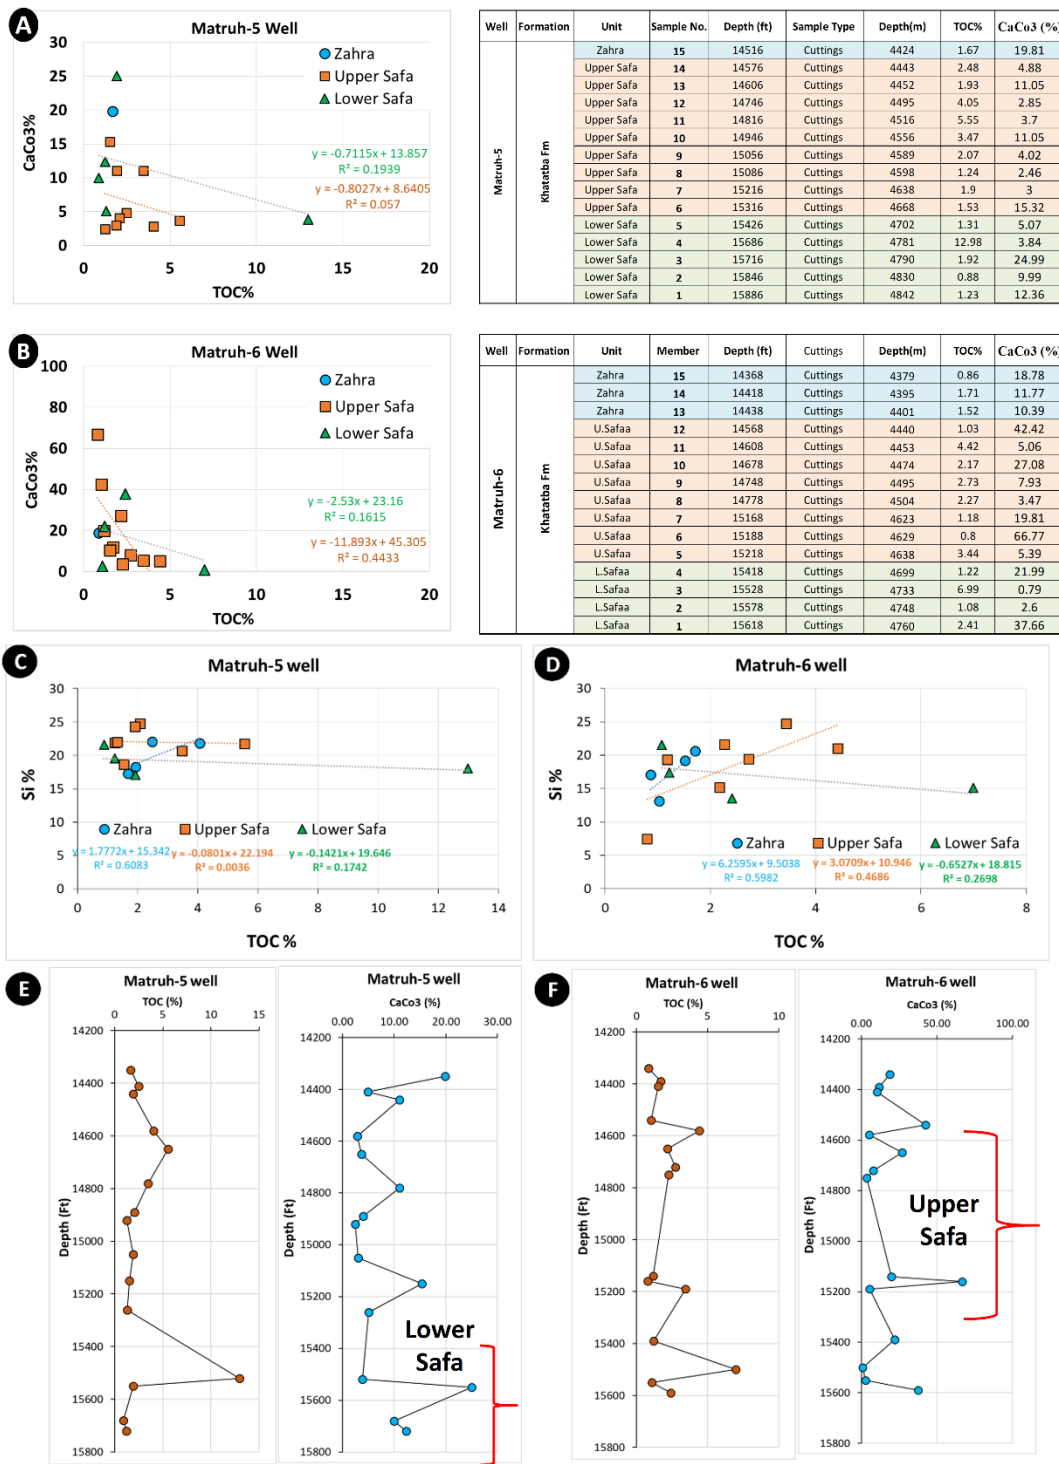 A
Matruh-5 Well
30
25
20
15
10
5
0
CaCo3%
Zahra
Upper Safa
Lower Safa
y = -0.7115x + 13.857
R² = 0.1939
y = -0.8027x + 8.6405
R² = 0.057
0 5 10 15 20
TOC%
Well Formation Unit Sample No. Depth (ft) Sample Type Depth(m) TOC% CaCo3 (%)
Matruh-5
Khatatba Fm
Zahra 15 14516 Cuttings 4424 1.67 19.81
Upper Safa 14 14576 Cuttings 4443 2.48 4.88
Upper Safa 13 14606 Cuttings 4452 1.93 11.05
Upper Safa 12 14746 Cuttings 4495 4.05 2.85
Upper Safa 11 14816 Cuttings 4516 5.55 3.7
Upper Safa 10 14946 Cuttings 4556 3.47 11.05
Upper Safa 9 15056 Cuttings 4589 2.07 4.02
Upper Safa 8 15086 Cuttings 4598 1.24 2.46
Upper Safa 7 15216 Cuttings 4638 1.9 3
Upper Safa 6 15316 Cuttings 4668 1.53 15.32
Lower Safa 5 15426 Cuttings 4702 1.31 5.07
Lower Safa 4 15686 Cuttings 4781 12.98 3.84
Lower Safa 3 15716 Cuttings 4790 1.92 24.99
Lower Safa 2 15846 Cuttings 4830 0.88 9.99
Lower Safa 1 15886 Cuttings 4842 1.23 12.36
B
Matruh-6 Well
100
80
60
40
20
0
CaCo3%
Zahra
Upper Safa
Lower Safa
y = -2.53x + 23.16
R² = 0.1615
y = -11.893x + 45.305
R² = 0.4433
0 5 10 15 20
TOC%
Well Formation Unit Member Depth (ft) Cuttings Depth(m) TOC% CaCo3 (%)
Matruh-6
Khatatba Fm
Zahra 15 14368 Cuttings 4379 0.86 18.78
Zahra 14 14418 Cuttings 4395 1.71 11.77
Zahra 13 14438 Cuttings 4401 1.52 10.39
U.Safaa 12 14568 Cuttings 4440 1.03 42.42
U.Safaa 11 14608 Cuttings 4453 4.42 5.06
U.Safaa 10 14678 Cuttings 4474 2.17 27.08
U.Safaa 9 14748 Cuttings 4495 2.73 7.93
U.Safaa 8 14778 Cuttings 4504 2.27 3.47
U.Safaa 7 15168 Cuttings 4623 1.18 19.81
U.Safaa 6 15188 Cuttings 4629 0.8 66.77
U.Safaa 5 15218 Cuttings 4638 3.44 5.39
L.Safaa 4 15418 Cuttings 4699 1.22 21.99
L.Safaa 3 15528 Cuttings 4733 6.99 0.79
L.Safaa 2 15578 Cuttings 4748 1.08 2.6
L.Safaa 1 15618 Cuttings 4760 2.41 37.66
C
Matruh-5 well
30
25
20
15
10
5
0
Si %
Zahra Upper Safa Lower Safa
y = 1.7772x + 15.342 y = -0.0801x + 22.194 y = -0.1421x + 19.646
R² = 0.6083 R² = 0.0036 R² = 0.1742
0 2 4 6 8 10 12 14
TOC %
D
Matruh-6 well
30
25
20
15
10
5
0
Si %
Zahra Upper Safa Lower Safa
y = 6.2595x + 9.5038 y = 3.0709x + 10.946 y = -0.6527x + 18.815
R² = 0.5982 R² = 0.4686 R² = 0.2698
0 2 4 6 8
TOC %
E
Matruh-5 well
TOC (%)
0 5 10 15
14200
14400
14600
14800
15000
15200
15400
15600
15800
Depth (Ft)
Matruh-5 well
CaCo3 (%)
0.00 10.00 20.00 30.00
14200
14400
14600
14800
15000
15200
15400
15600
15800
Depth (Ft)
Lower
Safa
F
Matruh-6 well
TOC (%)
0 5 10
14200
14400
14600
14800
15000
15200
15400
15600
15800
Depth (Ft)
Matruh-6 well
CaCo3 (%)
0.00 50.00 100.00
14200
14400
14600
14800
15000
15200
15400
15600
15800
Depth (Ft)
Upper
Safa